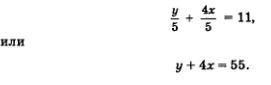 y/5 + 4x/5 = 11,
или
y + 4x = 55.